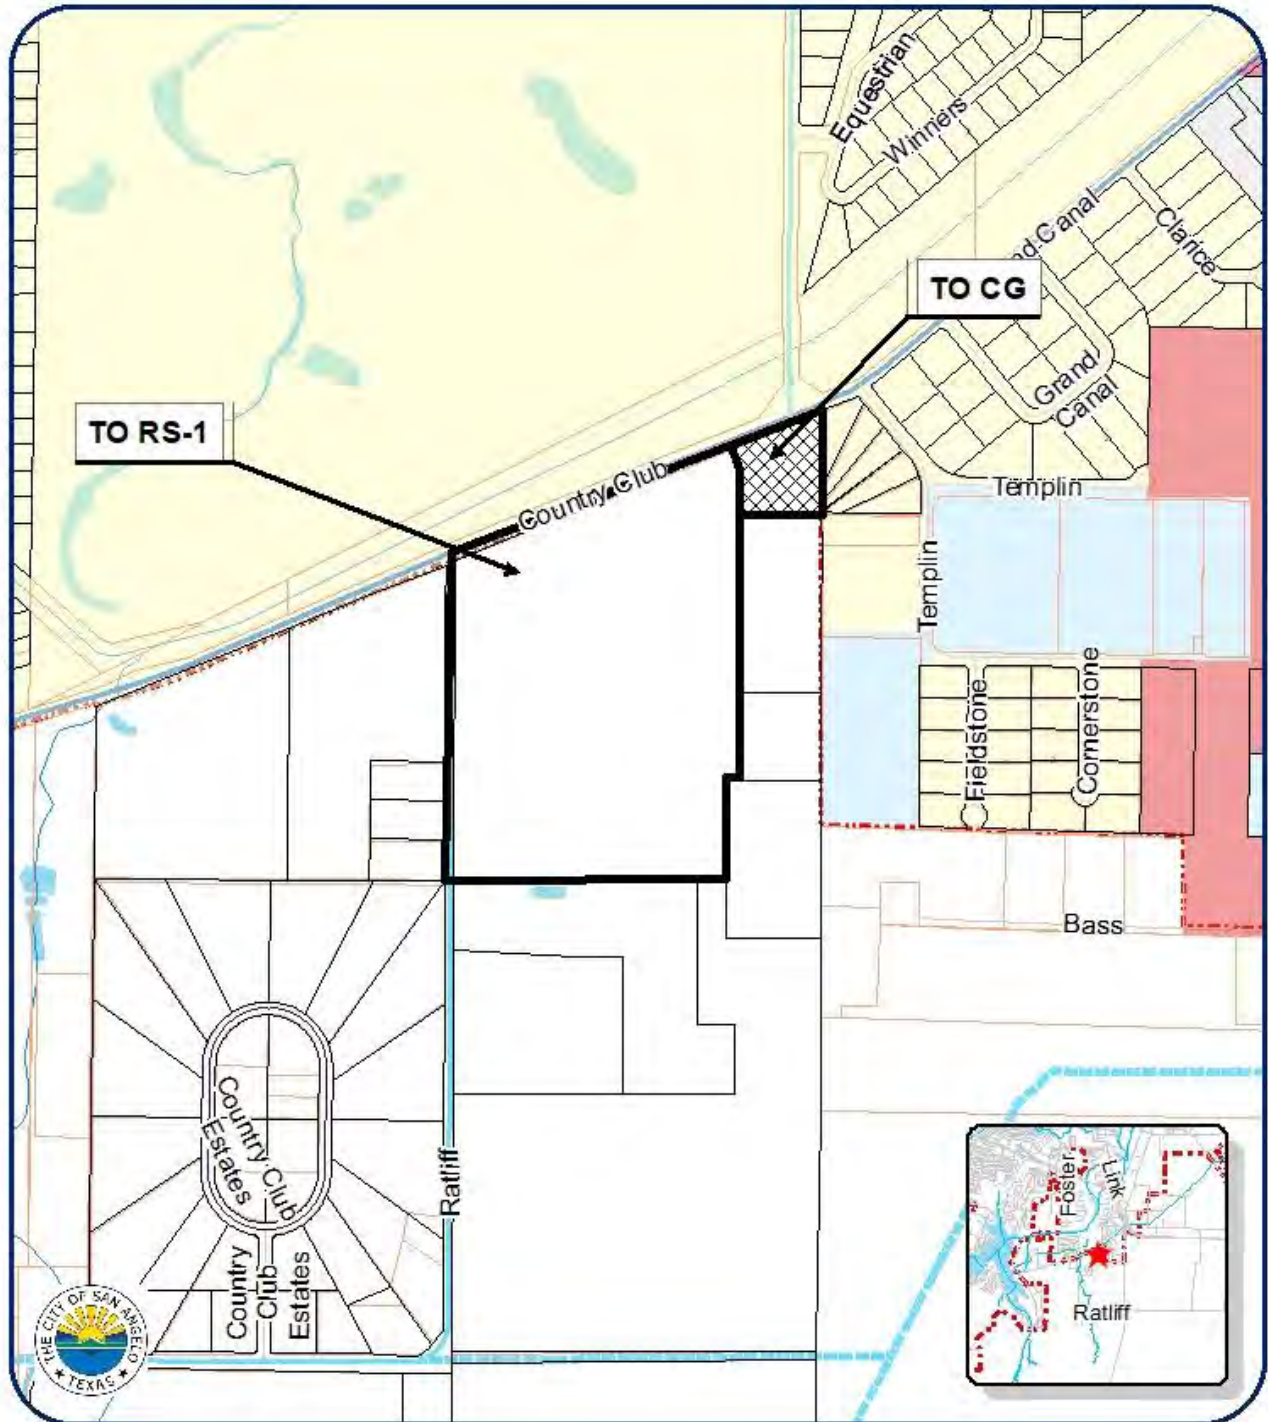 Equestrian
Winners
nd Canal
Clarice
TO CG
Grand
Canal
TO RS-1
Country Club
Templin
Templin
Fieldstone
Cornerstone
Bass
Country Club
Estates
Ratliff
Country
Club
Estates
Foster
Link
Ratliff
THE CITY OF SAN ANGELO
TEXAS